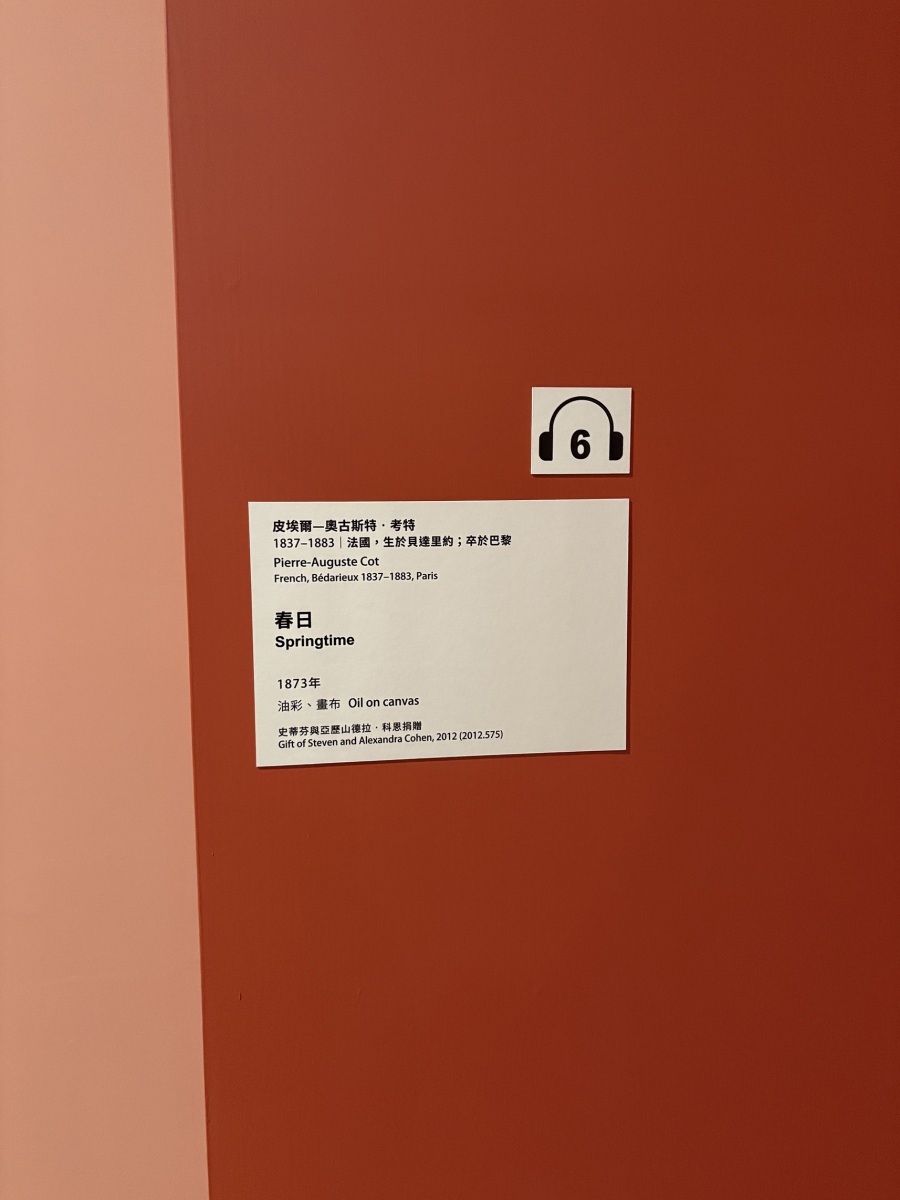 6
皮埃爾—奧古斯特·考特
1837–1883｜法國，生於貝達里約；卒於巴黎
Pierre-Auguste Cot
French, Bédarieux 1837–1883, Paris
春日
Springtime
1873年
油彩、畫布 Oil on canvas
史蒂芬與亞歷山德拉·科恩捐贈
Gift of Steven and Alexandra Cohen, 2012 (2012.575)